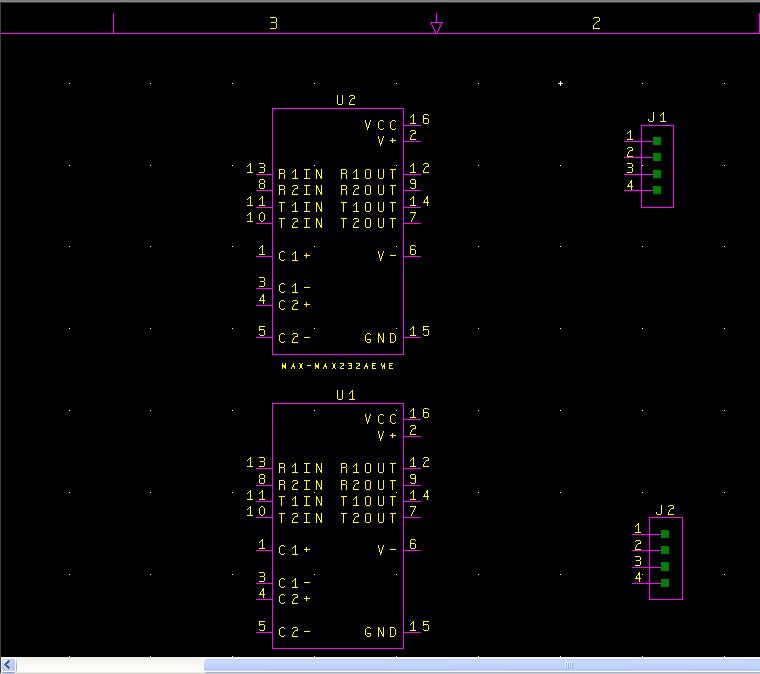 3 2
U2
VCC 16
V+ 2
13 R1IN R1OUT 12
8 R2IN R2OUT 9
11 T1IN T1OUT 14
10 T2IN T2OUT 7
1 C1+ V- 6
3 C1-
4 C2+
5 C2- GND 15
MAX-MAX232AEWE
J1
1
2
3
4
U1
VCC 16
V+ 2
13 R1IN R1OUT 12
8 R2IN R2OUT 9
11 T1IN T1OUT 14
10 T2IN T2OUT 7
1 C1+ V- 6
3 C1-
4 C2+
5 C2- GND 15
J2
1
2
3
4